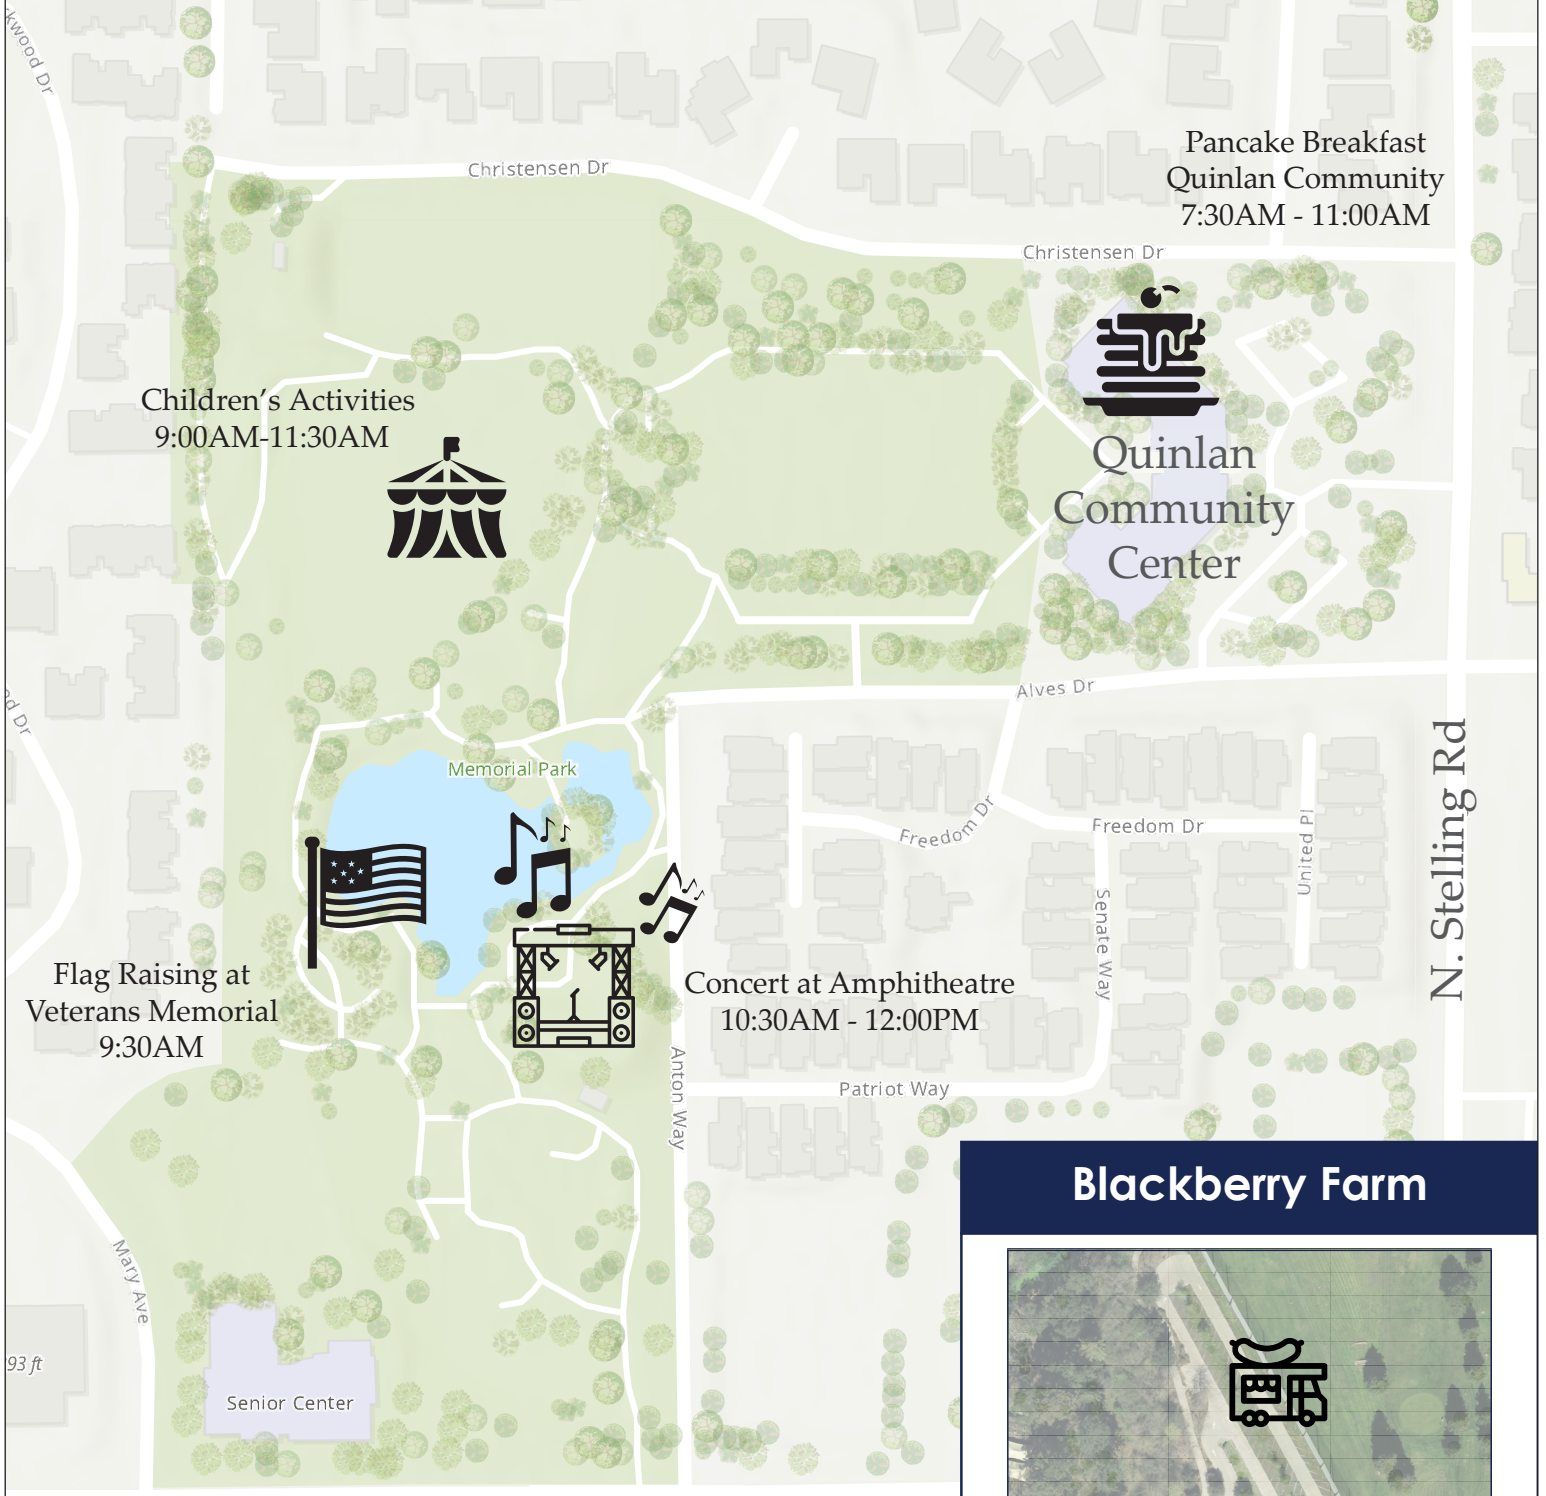 Christensen Dr
Pancake Breakfast
Quinlan Community
7:30AM - 11:00AM
Christensen Dr
Children's Activities
9:00AM-11:30AM
Quinlan
Community
Center
Alves Dr
Memorial Park
Freedom Dr
Freedom Dr
United Pl
Senate Way
N. Stelling Rd
Flag Raising at
Veterans Memorial
9:30AM
Concert at Amphitheatre
10:30AM - 12:00PM
Anton Way
Patriot Way
Blackberry Farm
Mary Ave
93 ft
Senior Center